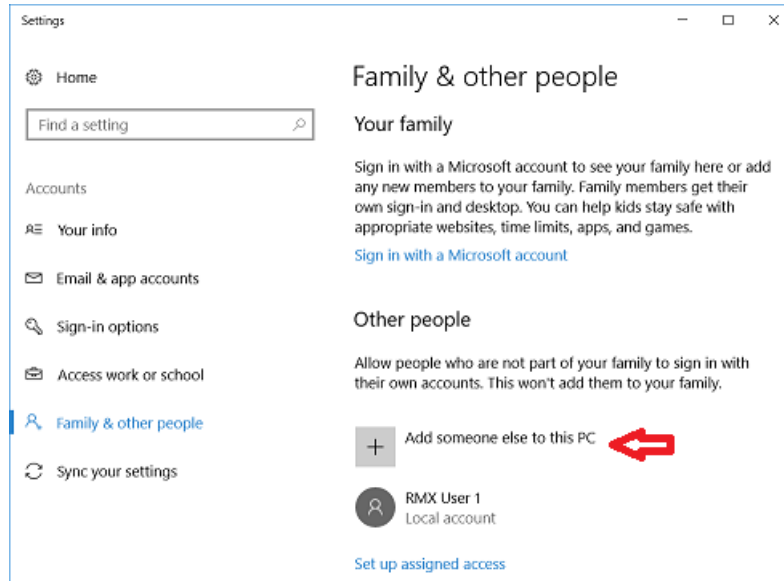 Settings
Home
Find a setting
Accounts
Your info
Email & app accounts
Sign-in options
Access work or school
Family & other people
Sync your settings
Family & other people
Your family
Sign in with a Microsoft account to see your family here or add
any new members to your family. Family members get their
own sign-in and desktop. You can help kids stay safe with
appropriate websites, time limits, apps, and games.
Sign in with a Microsoft account
Other people
Allow people who are not part of your family to sign in with
their own accounts. This won't add them to your family.
Add someone else to this PC
RMX User 1
Local account
Set up assigned access